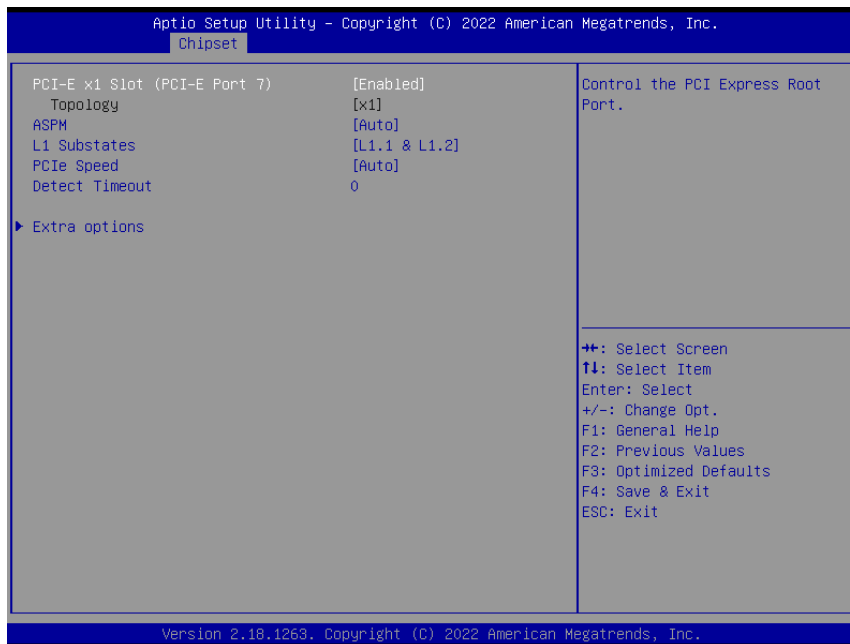 Aptio Setup Utility – Copyright (C) 2022 American Megatrends, Inc.
Chipset
PCI-E x1 Slot (PCI-E Port 7) [Enabled]
Topology [x1]
ASPM [Auto]
L1 Substates [L1.1 & L1.2]
PCIe Speed [Auto]
Detect Timeout 0
Extra options
Control the PCI Express Root
Port.
→←: Select Screen
↑↓: Select Item
Enter: Select
+/-: Change Opt.
F1: General Help
F2: Previous Values
F3: Optimized Defaults
F4: Save & Exit
ESC: Exit
Version 2.18.1263. Copyright (C) 2022 American Megatrends, Inc.